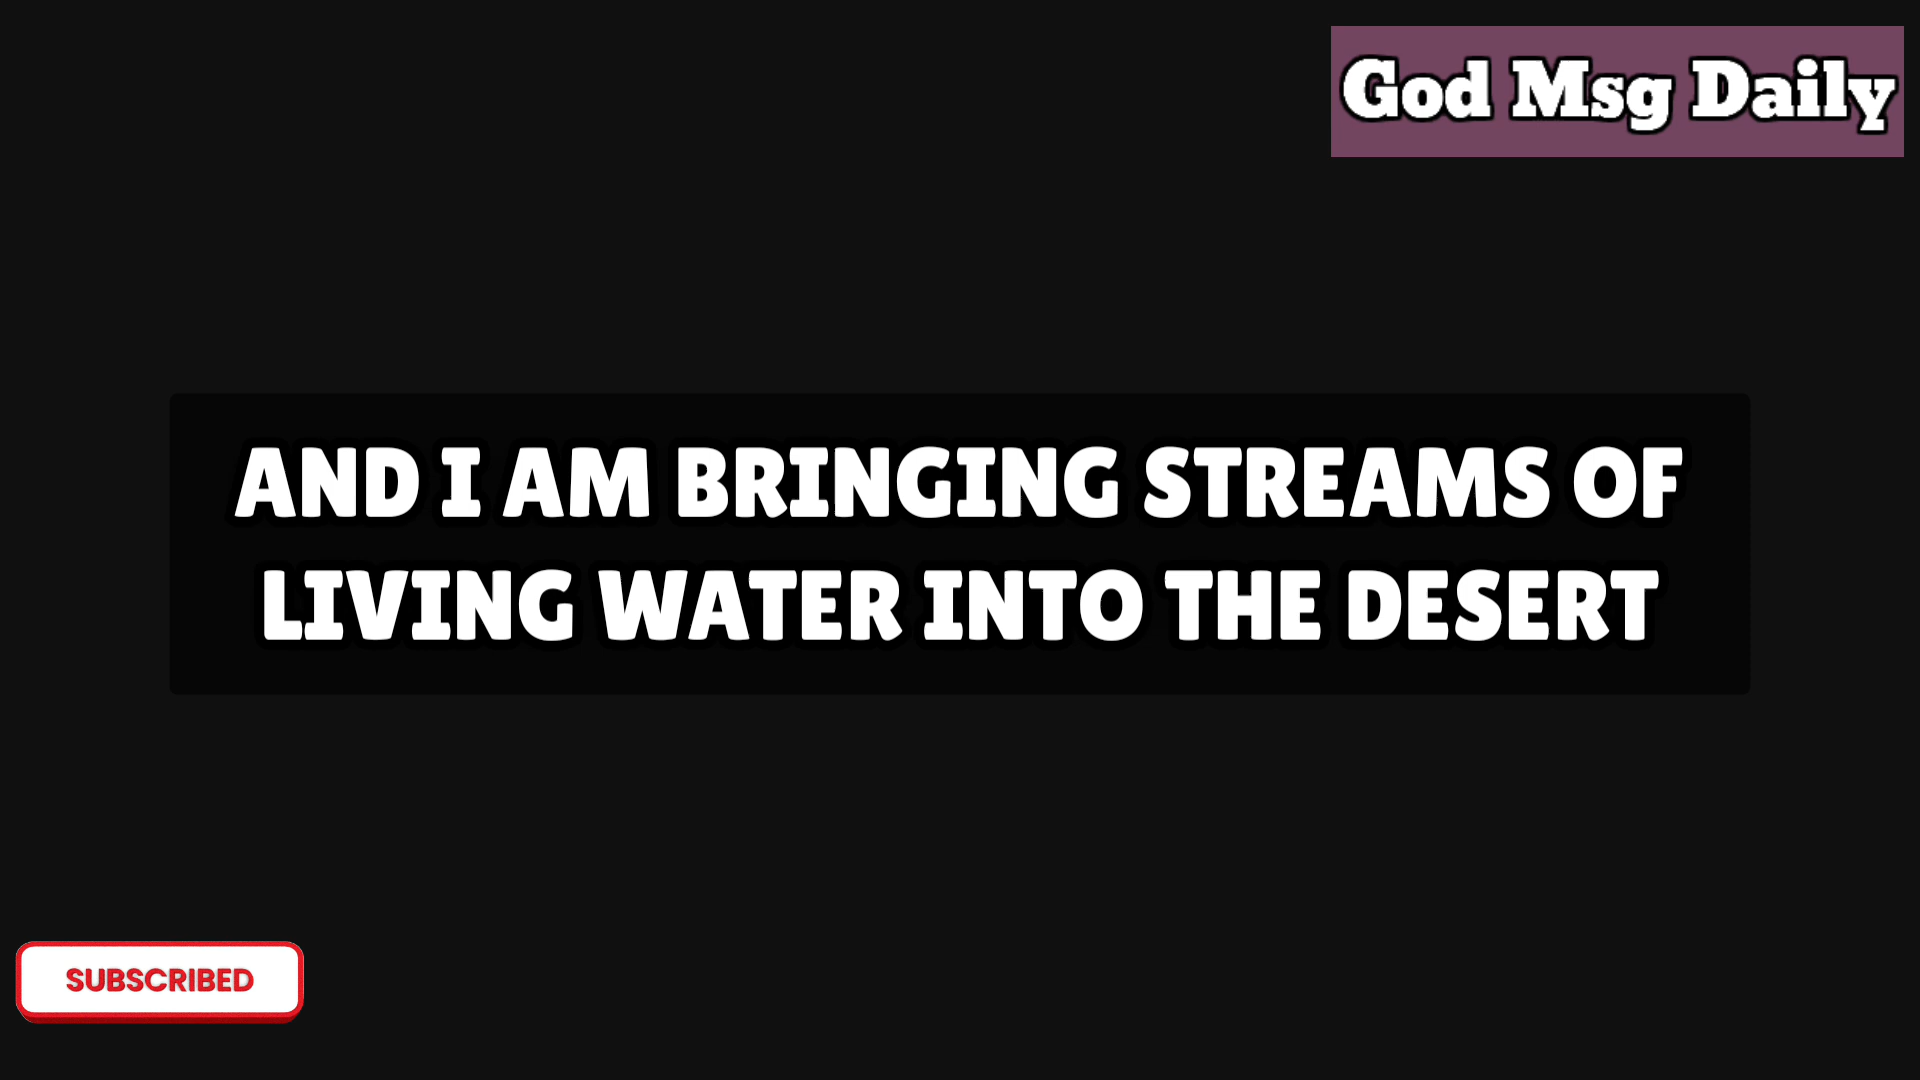 God Msg Daily
AND I AM BRINGING STREAMS OF
LIVING WATER INTO THE DESERT
SUBSCRIBED